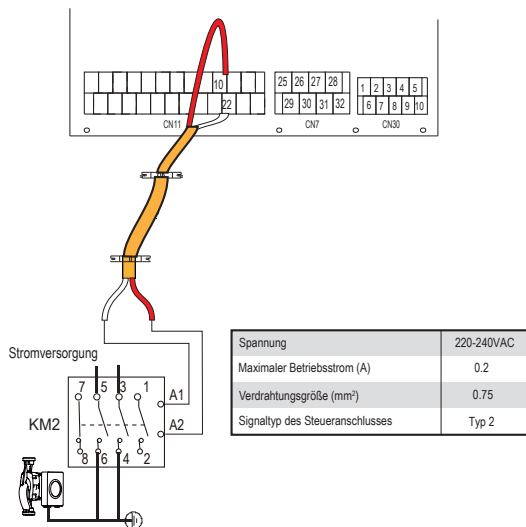 10
22
CN11
25 26 27 28
29 30 31 32
CN7
1 2 3 4 5
6 7 8 9 10
CN30
Stromversorgung
7 5 3 1
A1
KM2
A2
8 6 4 2
Spannung 220-240VAC
Maximaler Betriebsstrom (A) 0.2
Verdrahtungsgröße (mm²) 0.75
Signaltyp des Steueranschlusses Typ 2